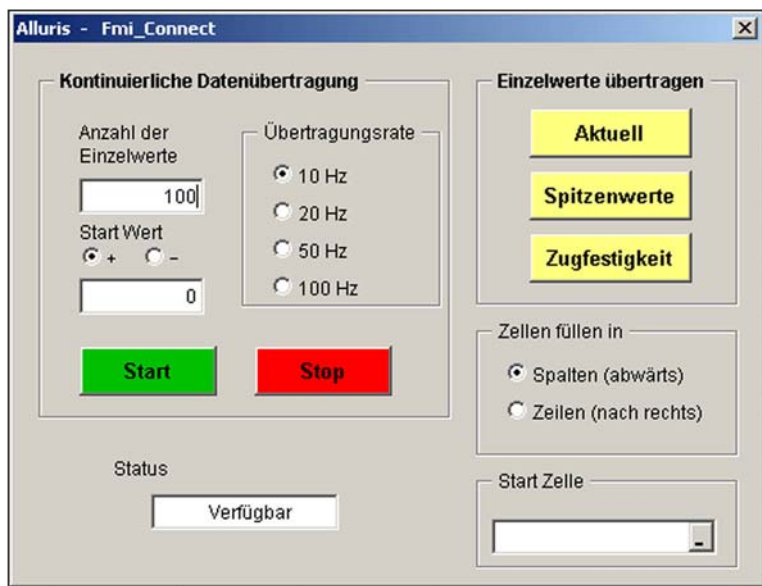 Alluris - Fmi_Connect
Kontinuierliche Datenübertragung
Anzahl der
Einzelwerte
100
Start Wert
+ -
0
Übertragungsrate
10 Hz
20 Hz
50 Hz
100 Hz
Start
Stop
Status
Verfügbar
Einzelwerte übertragen
Aktuell
Spitzenwerte
Zugfestigkeit
Zellen füllen in
Spalten (abwärts)
Zeilen (nach rechts)
Start Zelle